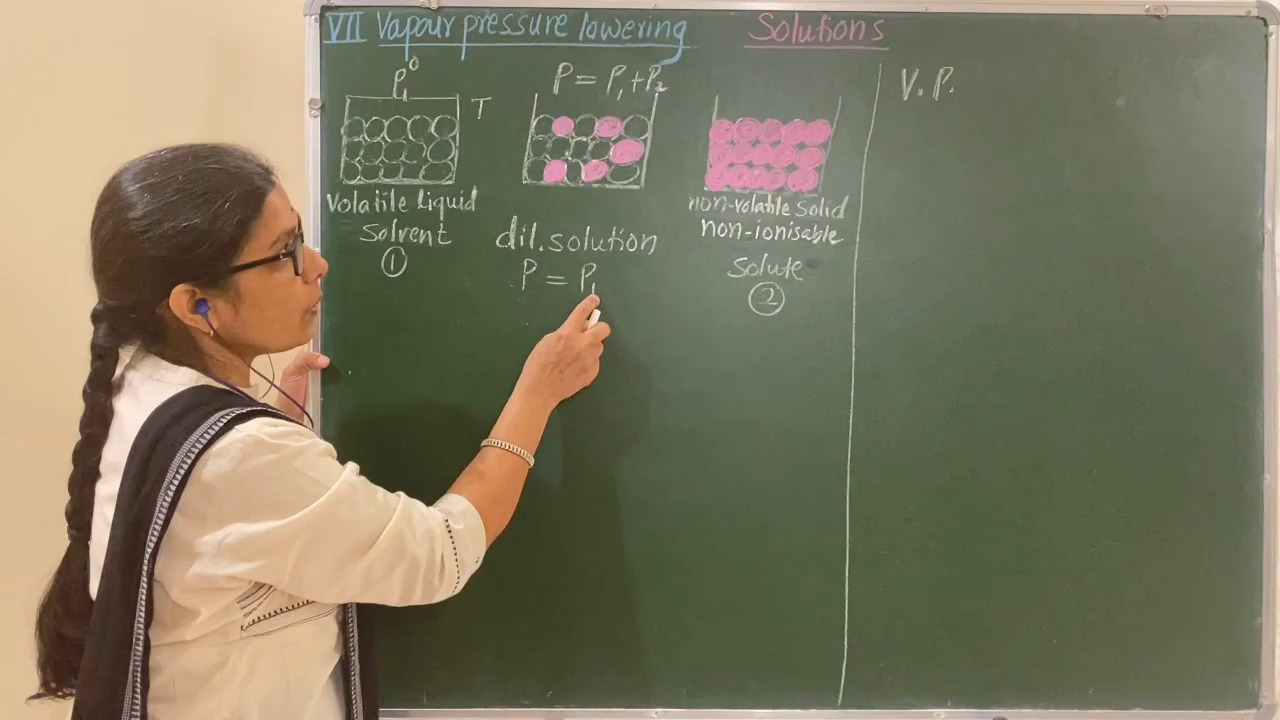 VII Vapour pressure lowering
Solutions
P₁⁰
T
Volatile liquid
Solvent
①
P = P₁ + P₂
dil. solution
P = P₁
non-volatile solid
non-ionisable
Solute
②
V. P.